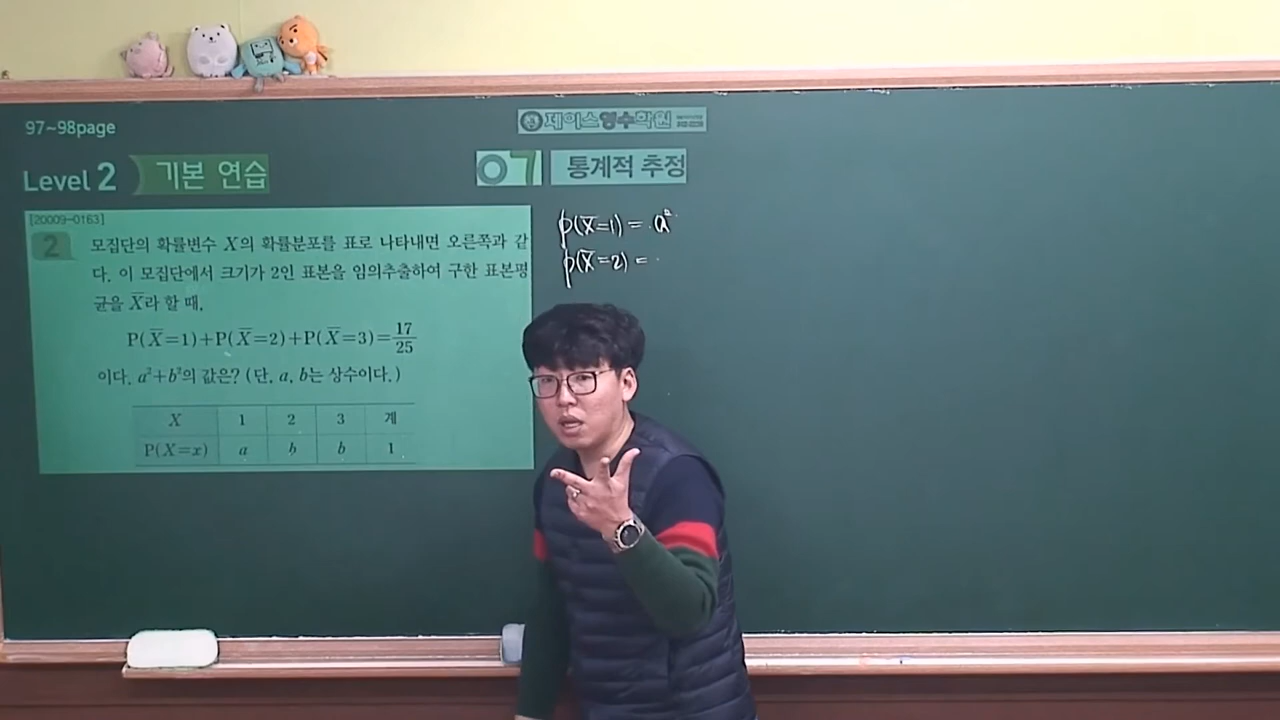 97~98page
제이스영수학원
Level 2 기본 연습
07 통계적 추정
[20009-0163]
2 모집단의 확률변수 X의 확률분포를 표로 나타내면 오른쪽과 같
다. 이 모집단에서 크기가 2인 표본을 임의추출하여 구한 표본평
균을 X̅라 할 때,
P(X̅=1)+P(X̅=2)+P(X̅=3)=17/25
이다. a²+b²의 값은? (단, a, b는 상수이다.)
X 1 2 3 계
P(X=x) a b b 1
p(X̅=1) = a²
p(X̅=2) =